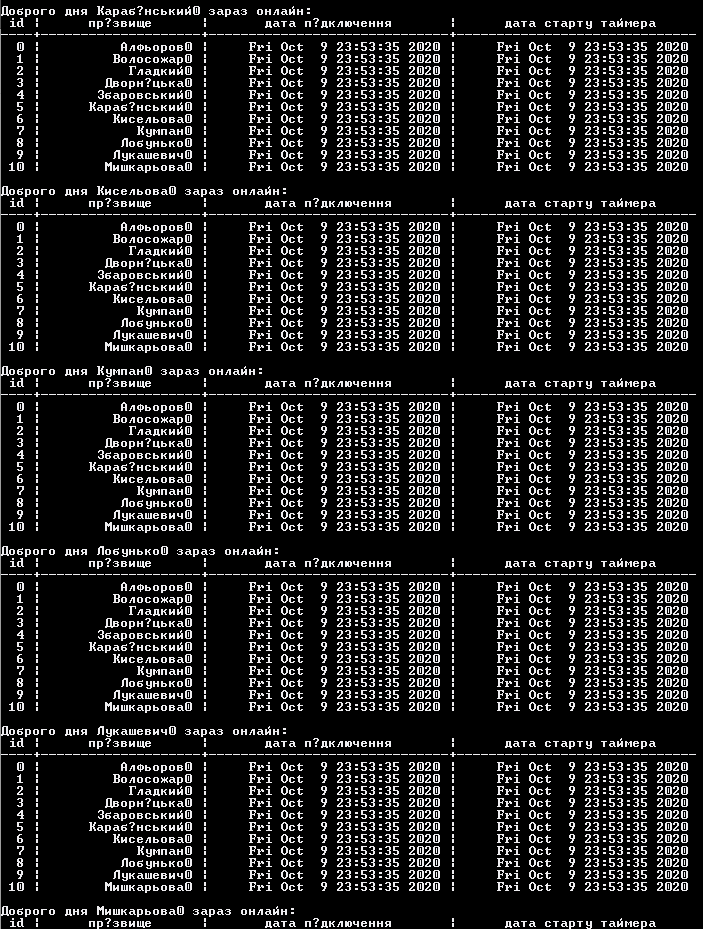 Доброго дня Караб?нський0 зараз онлайн:
id ¦ пр?звище ¦ дата п?дключення ¦ дата старту таймера
0 ¦ Алфьоров0 ¦ Fri Oct 9 23:53:35 2020 ¦ Fri Oct 9 23:53:35 2020
1 ¦ Волосожар0 ¦ Fri Oct 9 23:53:35 2020 ¦ Fri Oct 9 23:53:35 2020
2 ¦ Гладкий0 ¦ Fri Oct 9 23:53:35 2020 ¦ Fri Oct 9 23:53:35 2020
3 ¦ Дворн?цька0 ¦ Fri Oct 9 23:53:35 2020 ¦ Fri Oct 9 23:53:35 2020
4 ¦ Збаровський0 ¦ Fri Oct 9 23:53:35 2020 ¦ Fri Oct 9 23:53:35 2020
5 ¦ Караб?нський0 ¦ Fri Oct 9 23:53:35 2020 ¦ Fri Oct 9 23:53:35 2020
6 ¦ Кисельова0 ¦ Fri Oct 9 23:53:35 2020 ¦ Fri Oct 9 23:53:35 2020
7 ¦ Кумпан0 ¦ Fri Oct 9 23:53:35 2020 ¦ Fri Oct 9 23:53:35 2020
8 ¦ Лобунько0 ¦ Fri Oct 9 23:53:35 2020 ¦ Fri Oct 9 23:53:35 2020
9 ¦ Лукашевич0 ¦ Fri Oct 9 23:53:35 2020 ¦ Fri Oct 9 23:53:35 2020
10 ¦ Мишкарьова0 ¦ Fri Oct 9 23:53:35 2020 ¦ Fri Oct 9 23:53:35 2020
Доброго дня Кисельова0 зараз онлайн:
id ¦ пр?звище ¦ дата п?дключення ¦ дата старту таймера
0 ¦ Алфьоров0 ¦ Fri Oct 9 23:53:35 2020 ¦ Fri Oct 9 23:53:35 2020
1 ¦ Волосожар0 ¦ Fri Oct 9 23:53:35 2020 ¦ Fri Oct 9 23:53:35 2020
2 ¦ Гладкий0 ¦ Fri Oct 9 23:53:35 2020 ¦ Fri Oct 9 23:53:35 2020
3 ¦ Дворн?цька0 ¦ Fri Oct 9 23:53:35 2020 ¦ Fri Oct 9 23:53:35 2020
4 ¦ Збаровський0 ¦ Fri Oct 9 23:53:35 2020 ¦ Fri Oct 9 23:53:35 2020
5 ¦ Караб?нський0 ¦ Fri Oct 9 23:53:35 2020 ¦ Fri Oct 9 23:53:35 2020
6 ¦ Кисельова0 ¦ Fri Oct 9 23:53:35 2020 ¦ Fri Oct 9 23:53:35 2020
7 ¦ Кумпан0 ¦ Fri Oct 9 23:53:35 2020 ¦ Fri Oct 9 23:53:35 2020
8 ¦ Лобунько0 ¦ Fri Oct 9 23:53:35 2020 ¦ Fri Oct 9 23:53:35 2020
9 ¦ Лукашевич0 ¦ Fri Oct 9 23:53:35 2020 ¦ Fri Oct 9 23:53:35 2020
10 ¦ Мишкарьова0 ¦ Fri Oct 9 23:53:35 2020 ¦ Fri Oct 9 23:53:35 2020
Доброго дня Кумпан0 зараз онлайн:
id ¦ пр?звище ¦ дата п?дключення ¦ дата старту таймера
0 ¦ Алфьоров0 ¦ Fri Oct 9 23:53:35 2020 ¦ Fri Oct 9 23:53:35 2020
1 ¦ Волосожар0 ¦ Fri Oct 9 23:53:35 2020 ¦ Fri Oct 9 23:53:35 2020
2 ¦ Гладкий0 ¦ Fri Oct 9 23:53:35 2020 ¦ Fri Oct 9 23:53:35 2020
3 ¦ Дворн?цька0 ¦ Fri Oct 9 23:53:35 2020 ¦ Fri Oct 9 23:53:35 2020
4 ¦ Збаровський0 ¦ Fri Oct 9 23:53:35 2020 ¦ Fri Oct 9 23:53:35 2020
5 ¦ Караб?нський0 ¦ Fri Oct 9 23:53:35 2020 ¦ Fri Oct 9 23:53:35 2020
6 ¦ Кисельова0 ¦ Fri Oct 9 23:53:35 2020 ¦ Fri Oct 9 23:53:35 2020
7 ¦ Кумпан0 ¦ Fri Oct 9 23:53:35 2020 ¦ Fri Oct 9 23:53:35 2020
8 ¦ Лобунько0 ¦ Fri Oct 9 23:53:35 2020 ¦ Fri Oct 9 23:53:35 2020
9 ¦ Лукашевич0 ¦ Fri Oct 9 23:53:35 2020 ¦ Fri Oct 9 23:53:35 2020
10 ¦ Мишкарьова0 ¦ Fri Oct 9 23:53:35 2020 ¦ Fri Oct 9 23:53:35 2020
Доброго дня Лобунько0 зараз онлайн:
id ¦ пр?звище ¦ дата п?дключення ¦ дата старту таймера
0 ¦ Алфьоров0 ¦ Fri Oct 9 23:53:35 2020 ¦ Fri Oct 9 23:53:35 2020
1 ¦ Волосожар0 ¦ Fri Oct 9 23:53:35 2020 ¦ Fri Oct 9 23:53:35 2020
2 ¦ Гладкий0 ¦ Fri Oct 9 23:53:35 2020 ¦ Fri Oct 9 23:53:35 2020
3 ¦ Дворн?цька0 ¦ Fri Oct 9 23:53:35 2020 ¦ Fri Oct 9 23:53:35 2020
4 ¦ Збаровський0 ¦ Fri Oct 9 23:53:35 2020 ¦ Fri Oct 9 23:53:35 2020
5 ¦ Караб?нський0 ¦ Fri Oct 9 23:53:35 2020 ¦ Fri Oct 9 23:53:35 2020
6 ¦ Кисельова0 ¦ Fri Oct 9 23:53:35 2020 ¦ Fri Oct 9 23:53:35 2020
7 ¦ Кумпан0 ¦ Fri Oct 9 23:53:35 2020 ¦ Fri Oct 9 23:53:35 2020
8 ¦ Лобунько0 ¦ Fri Oct 9 23:53:35 2020 ¦ Fri Oct 9 23:53:35 2020
9 ¦ Лукашевич0 ¦ Fri Oct 9 23:53:35 2020 ¦ Fri Oct 9 23:53:35 2020
10 ¦ Мишкарьова0 ¦ Fri Oct 9 23:53:35 2020 ¦ Fri Oct 9 23:53:35 2020
Доброго дня Лукашевич0 зараз онлайн:
id ¦ пр?звище ¦ дата п?дключення ¦ дата старту таймера
0 ¦ Алфьоров0 ¦ Fri Oct 9 23:53:35 2020 ¦ Fri Oct 9 23:53:35 2020
1 ¦ Волосожар0 ¦ Fri Oct 9 23:53:35 2020 ¦ Fri Oct 9 23:53:35 2020
2 ¦ Гладкий0 ¦ Fri Oct 9 23:53:35 2020 ¦ Fri Oct 9 23:53:35 2020
3 ¦ Дворн?цька0 ¦ Fri Oct 9 23:53:35 2020 ¦ Fri Oct 9 23:53:35 2020
4 ¦ Збаровський0 ¦ Fri Oct 9 23:53:35 2020 ¦ Fri Oct 9 23:53:35 2020
5 ¦ Караб?нський0 ¦ Fri Oct 9 23:53:35 2020 ¦ Fri Oct 9 23:53:35 2020
6 ¦ Кисельова0 ¦ Fri Oct 9 23:53:35 2020 ¦ Fri Oct 9 23:53:35 2020
7 ¦ Кумпан0 ¦ Fri Oct 9 23:53:35 2020 ¦ Fri Oct 9 23:53:35 2020
8 ¦ Лобунько0 ¦ Fri Oct 9 23:53:35 2020 ¦ Fri Oct 9 23:53:35 2020
9 ¦ Лукашевич0 ¦ Fri Oct 9 23:53:35 2020 ¦ Fri Oct 9 23:53:35 2020
10 ¦ Мишкарьова0 ¦ Fri Oct 9 23:53:35 2020 ¦ Fri Oct 9 23:53:35 2020
Доброго дня Мишкарьова0 зараз онлайн:
id ¦ пр?звище ¦ дата п?дключення ¦ дата старту таймера